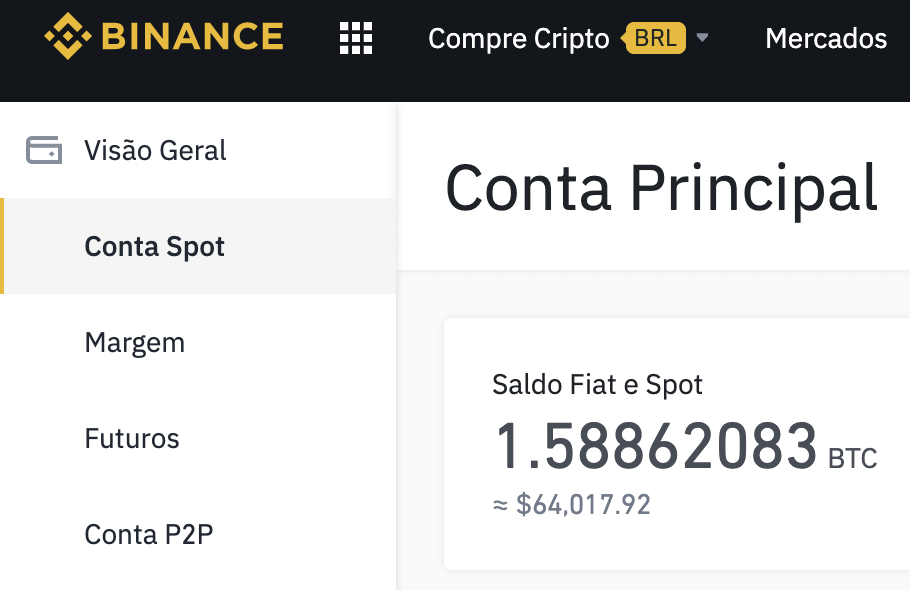 BINANCE
Compre Cripto
BRL
Mercados
Visão Geral
Conta Spot
Margem
Futuros
Conta P2P
Conta Principal
Saldo Fiat e Spot
1.58862083 BTC
≈ $64,017.92